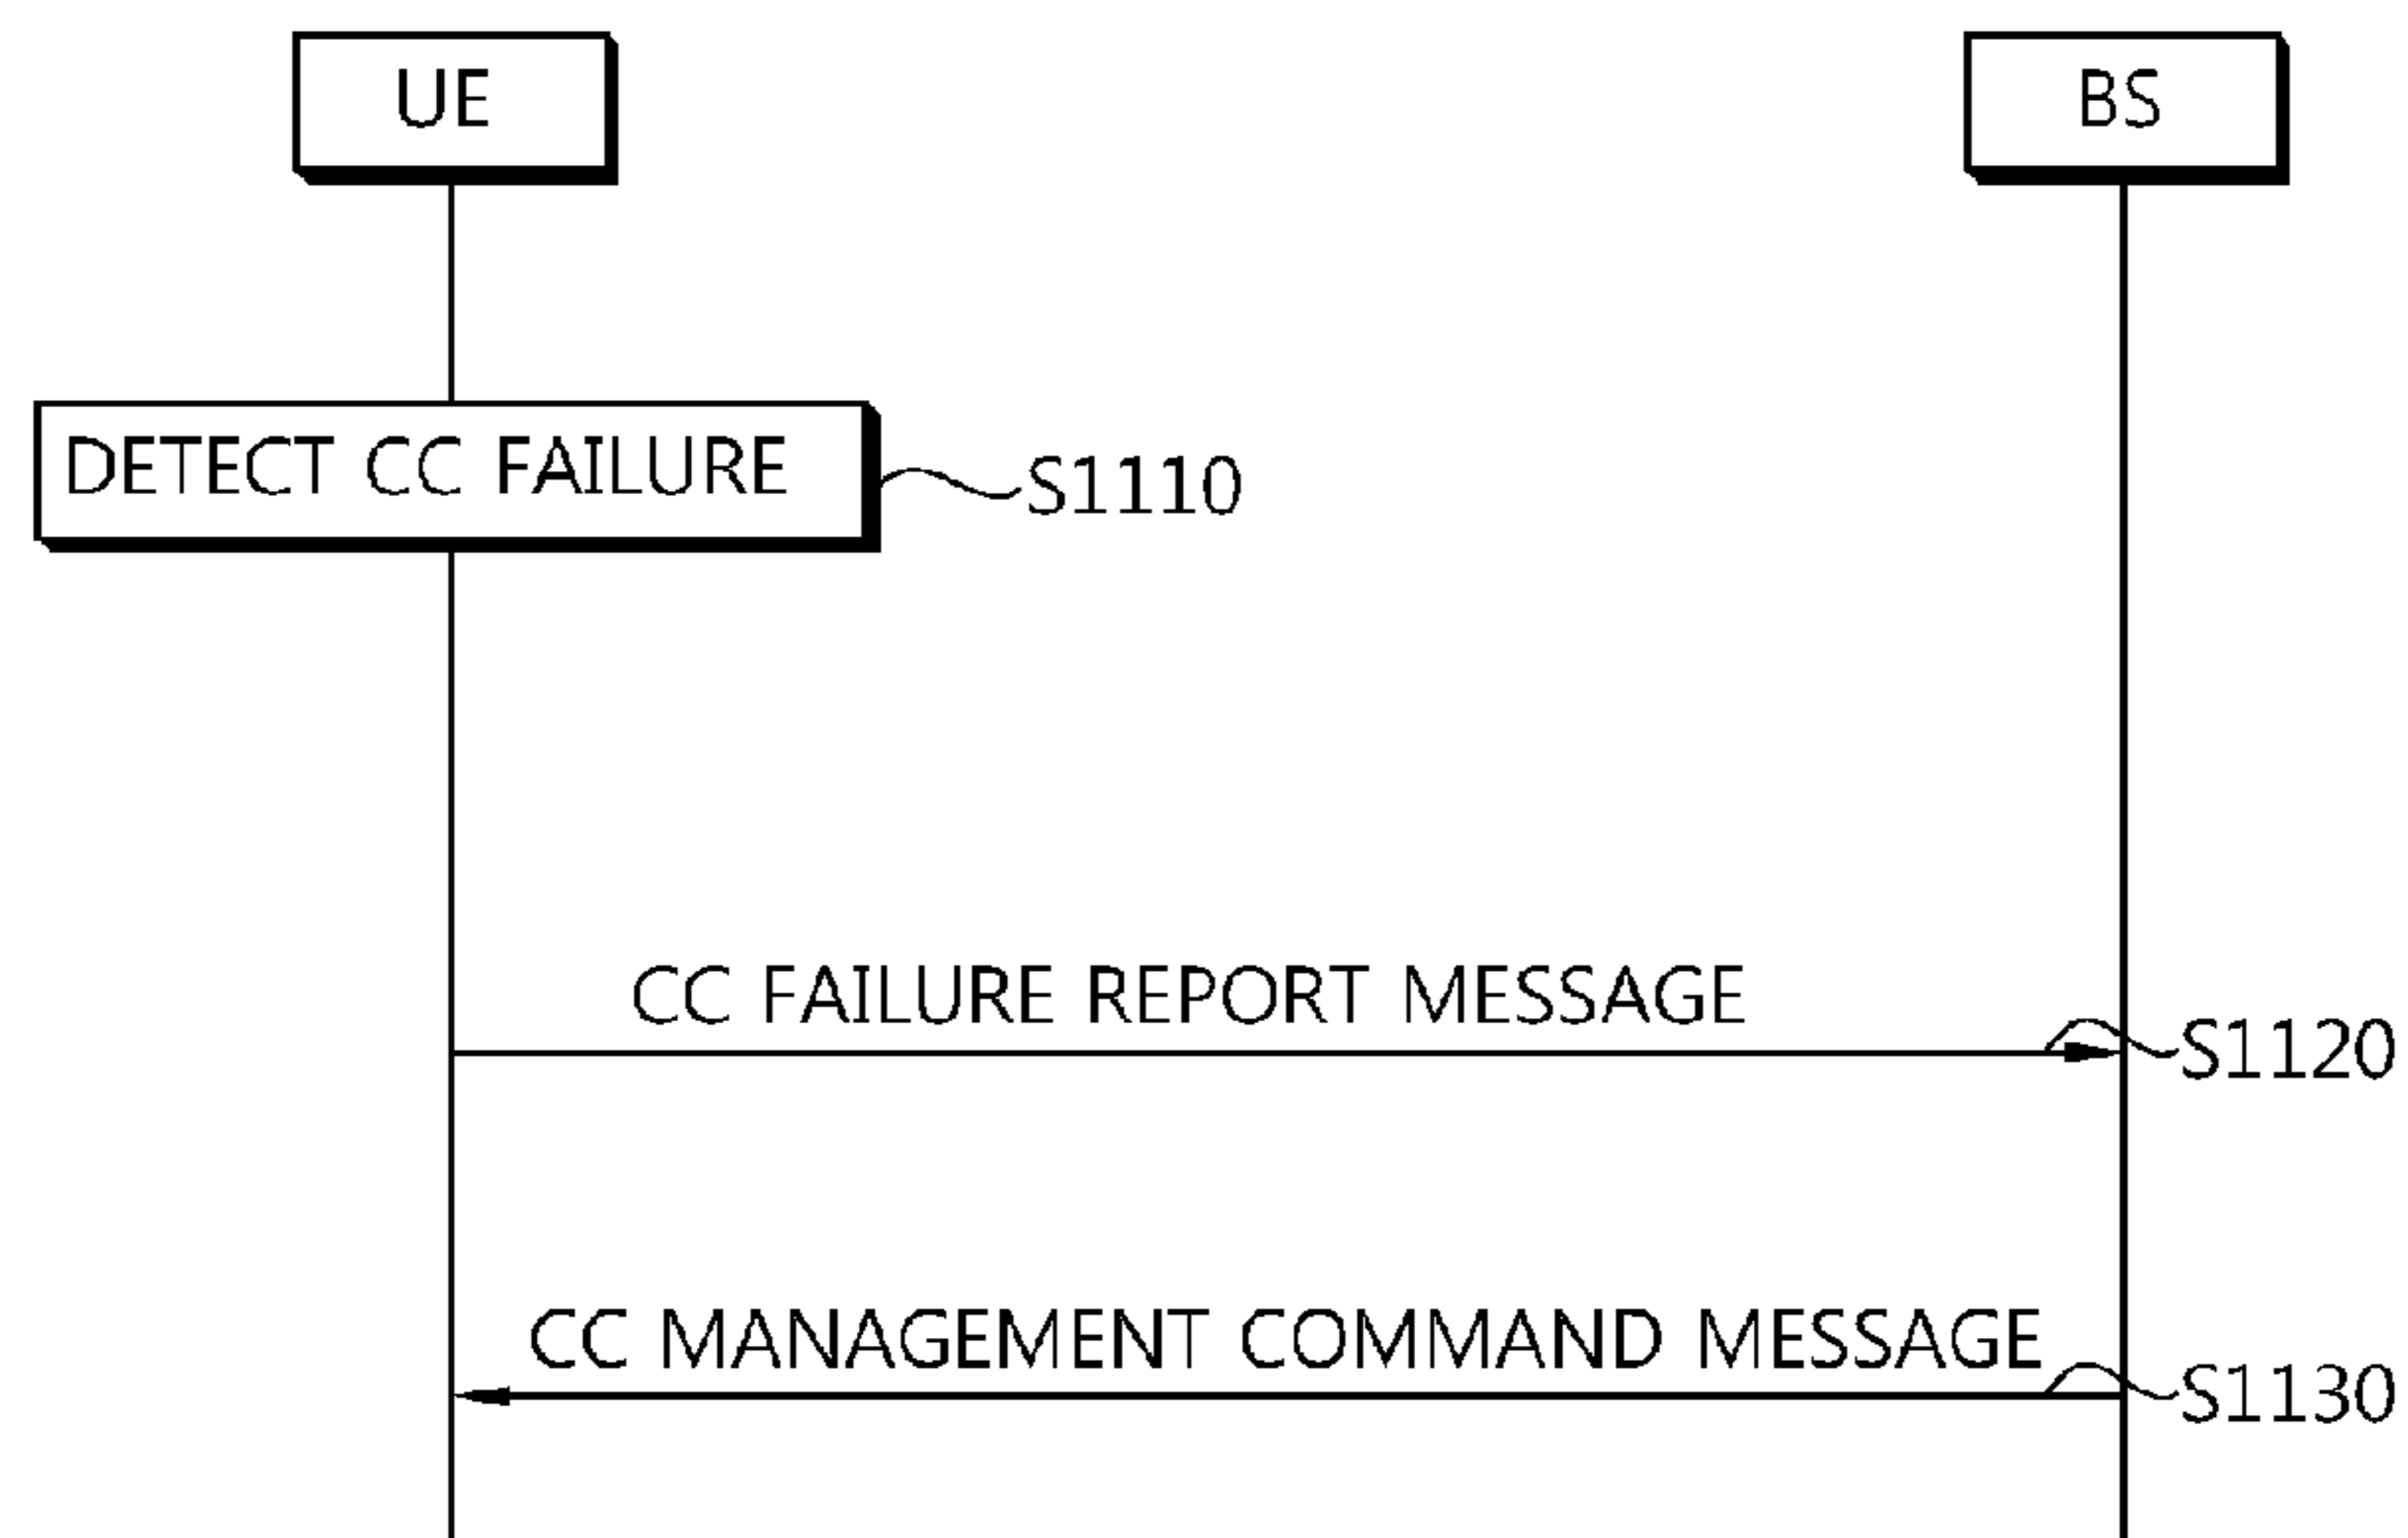 UE
BS
DETECT CC FAILURE
S1110
CC FAILURE REPORT MESSAGE
S1120
CC MANAGEMENT COMMAND MESSAGE
S1130